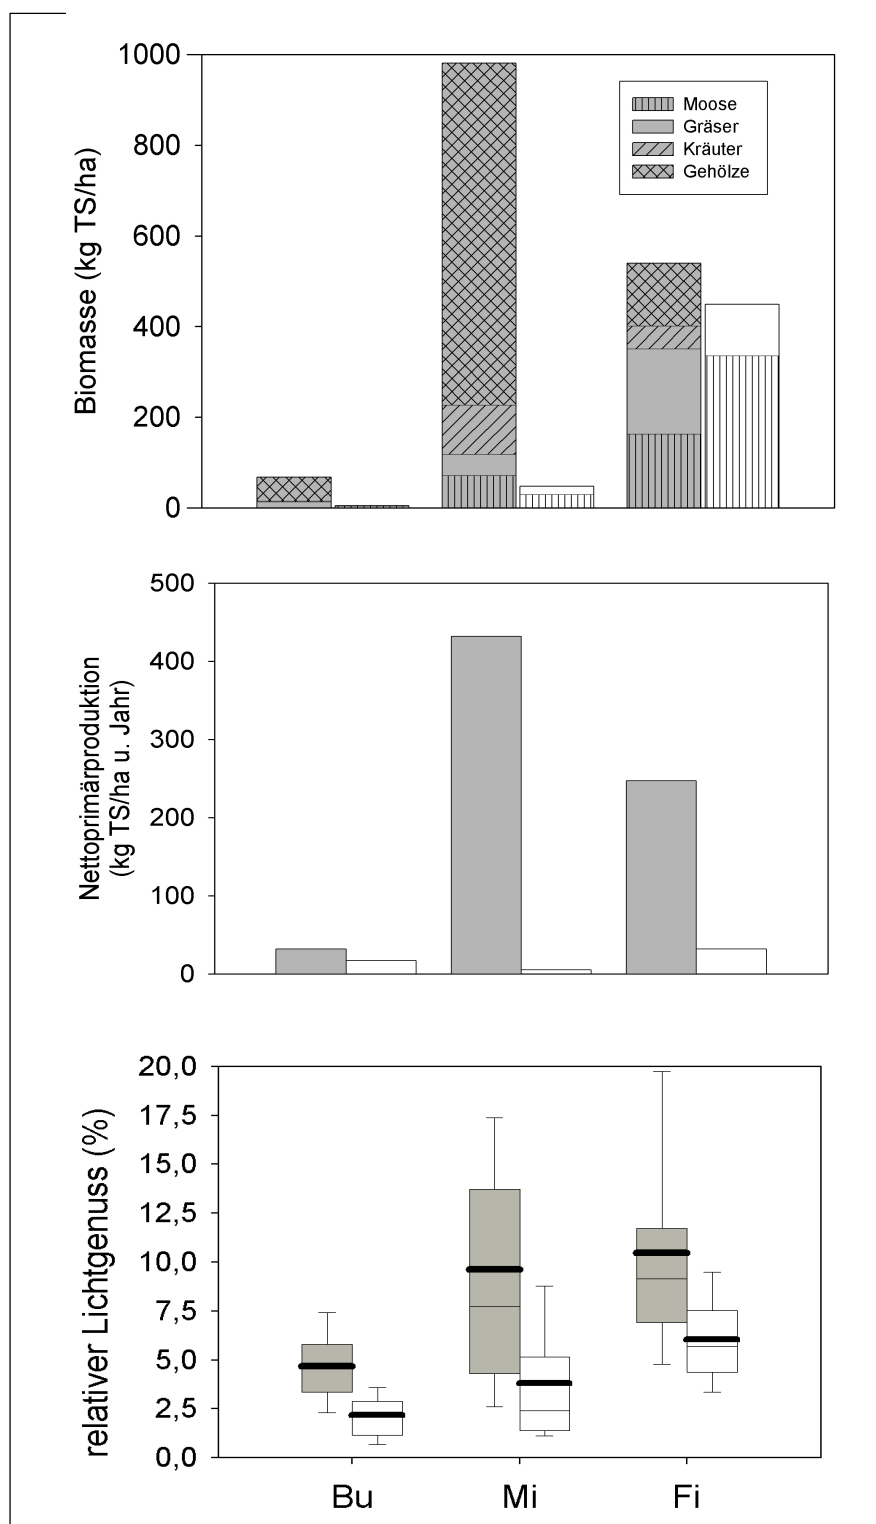 Biomasse (kg TS/ha)
1000
800
600
400
200
0
Moose
Gräser
Kräuter
Gehölze
Nettoprimärproduktion
(kg TS/ha u. Jahr)
500
400
300
200
100
0
relativer Lichtgenuss (%)
20,0
17,5
15,0
12,5
10,0
7,5
5,0
2,5
0,0
Bu Mi Fi